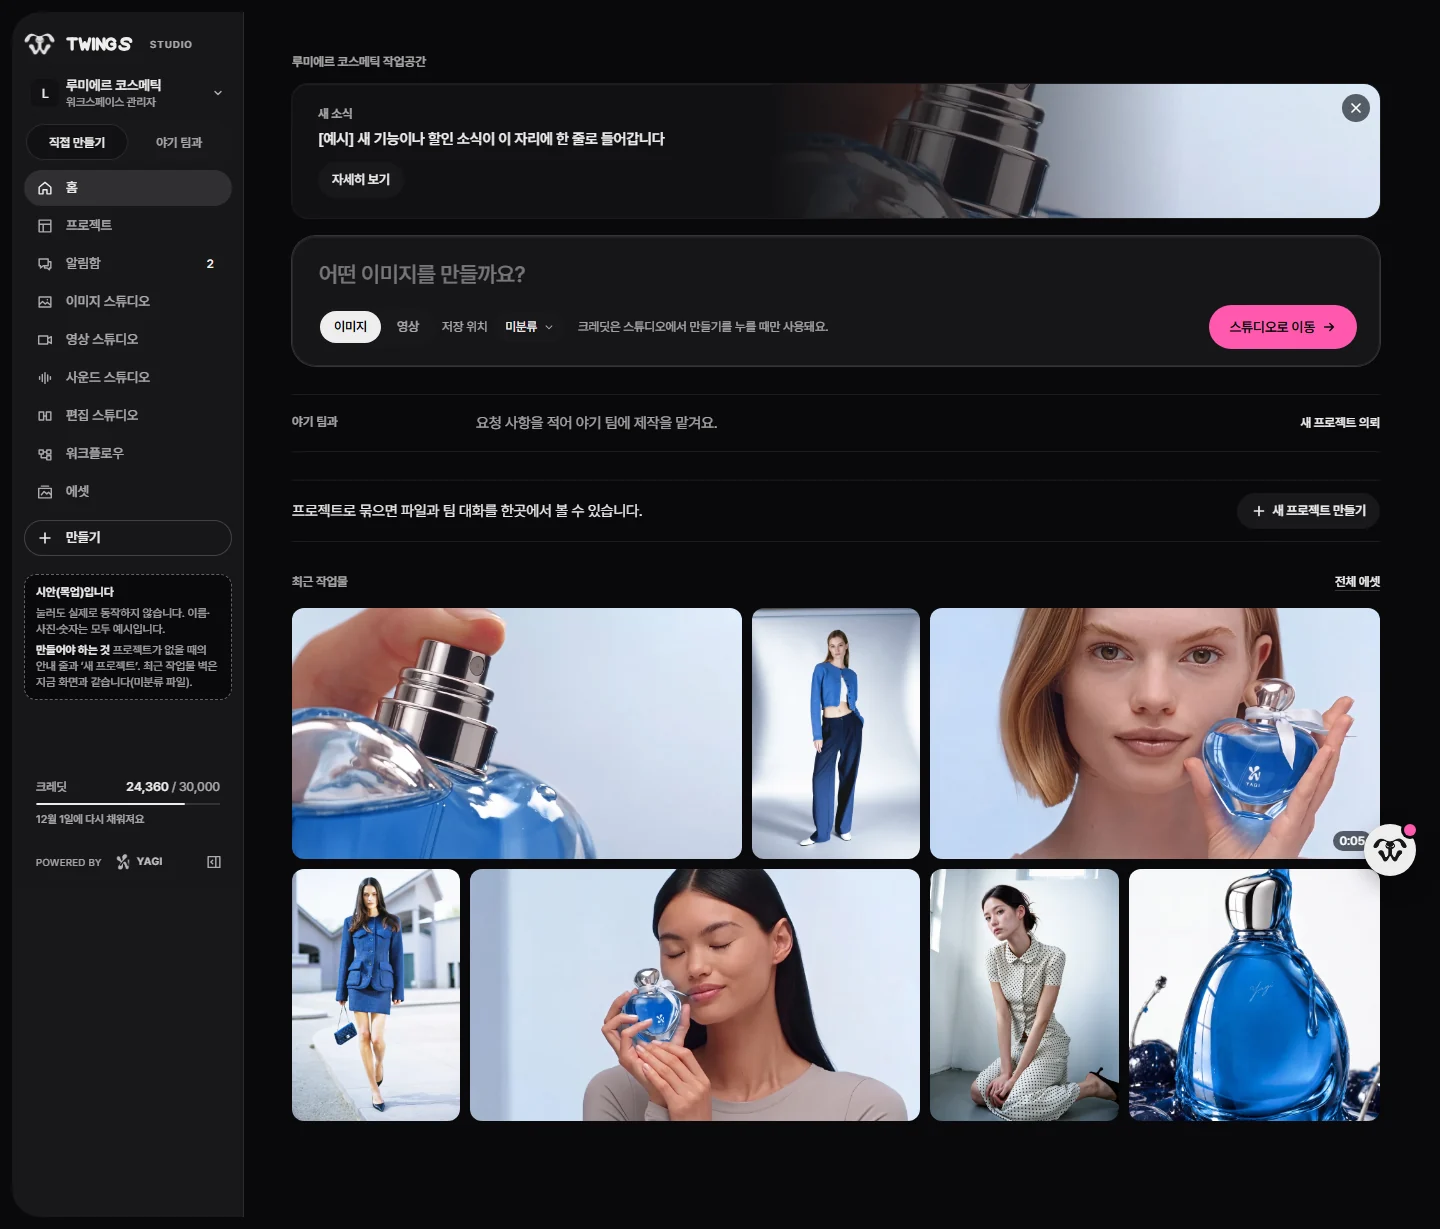 TWINGS STUDIO
루미에르 코스메틱
워크스페이스 관리자
L
직접 만들기
야기 팀과
홈
프로젝트
알림함 2
이미지 스튜디오
영상 스튜디오
사운드 스튜디오
편집 스튜디오
워크플로우
에셋
만들기
시안(목업)입니다
눌러도 실제로 동작하지 않습니다. 이름·
사진·숫자는 모두 예시입니다.
만들어야 하는 것 프로젝트가 없을 때의
안내 줄과 ‘새 프로젝트’. 최근 작업물 벽은
지금 화면과 같습니다(미분류 파일).
크레딧 24,360 / 30,000
12월 1일에 다시 채워져요
POWERED BY YAGI
루미에르 코스메틱 작업공간
새 소식
[예시] 새 기능이나 할인 소식이 이 자리에 한 줄로 들어갑니다
자세히 보기
어떤 이미지를 만들까요?
이미지 영상 저장 위치 미분류 크레딧은 스튜디오에서 만들기를 누를 때만 사용돼요.
스튜디오로 이동
야기 팀과 요청 사항을 적어 야기 팀에 제작을 맡겨요. 새 프로젝트 의뢰
프로젝트로 묶으면 파일과 팀 대화를 한곳에서 볼 수 있습니다. 새 프로젝트 만들기
최근 작업물 전체 에셋
YAGI
0:05
Yagi